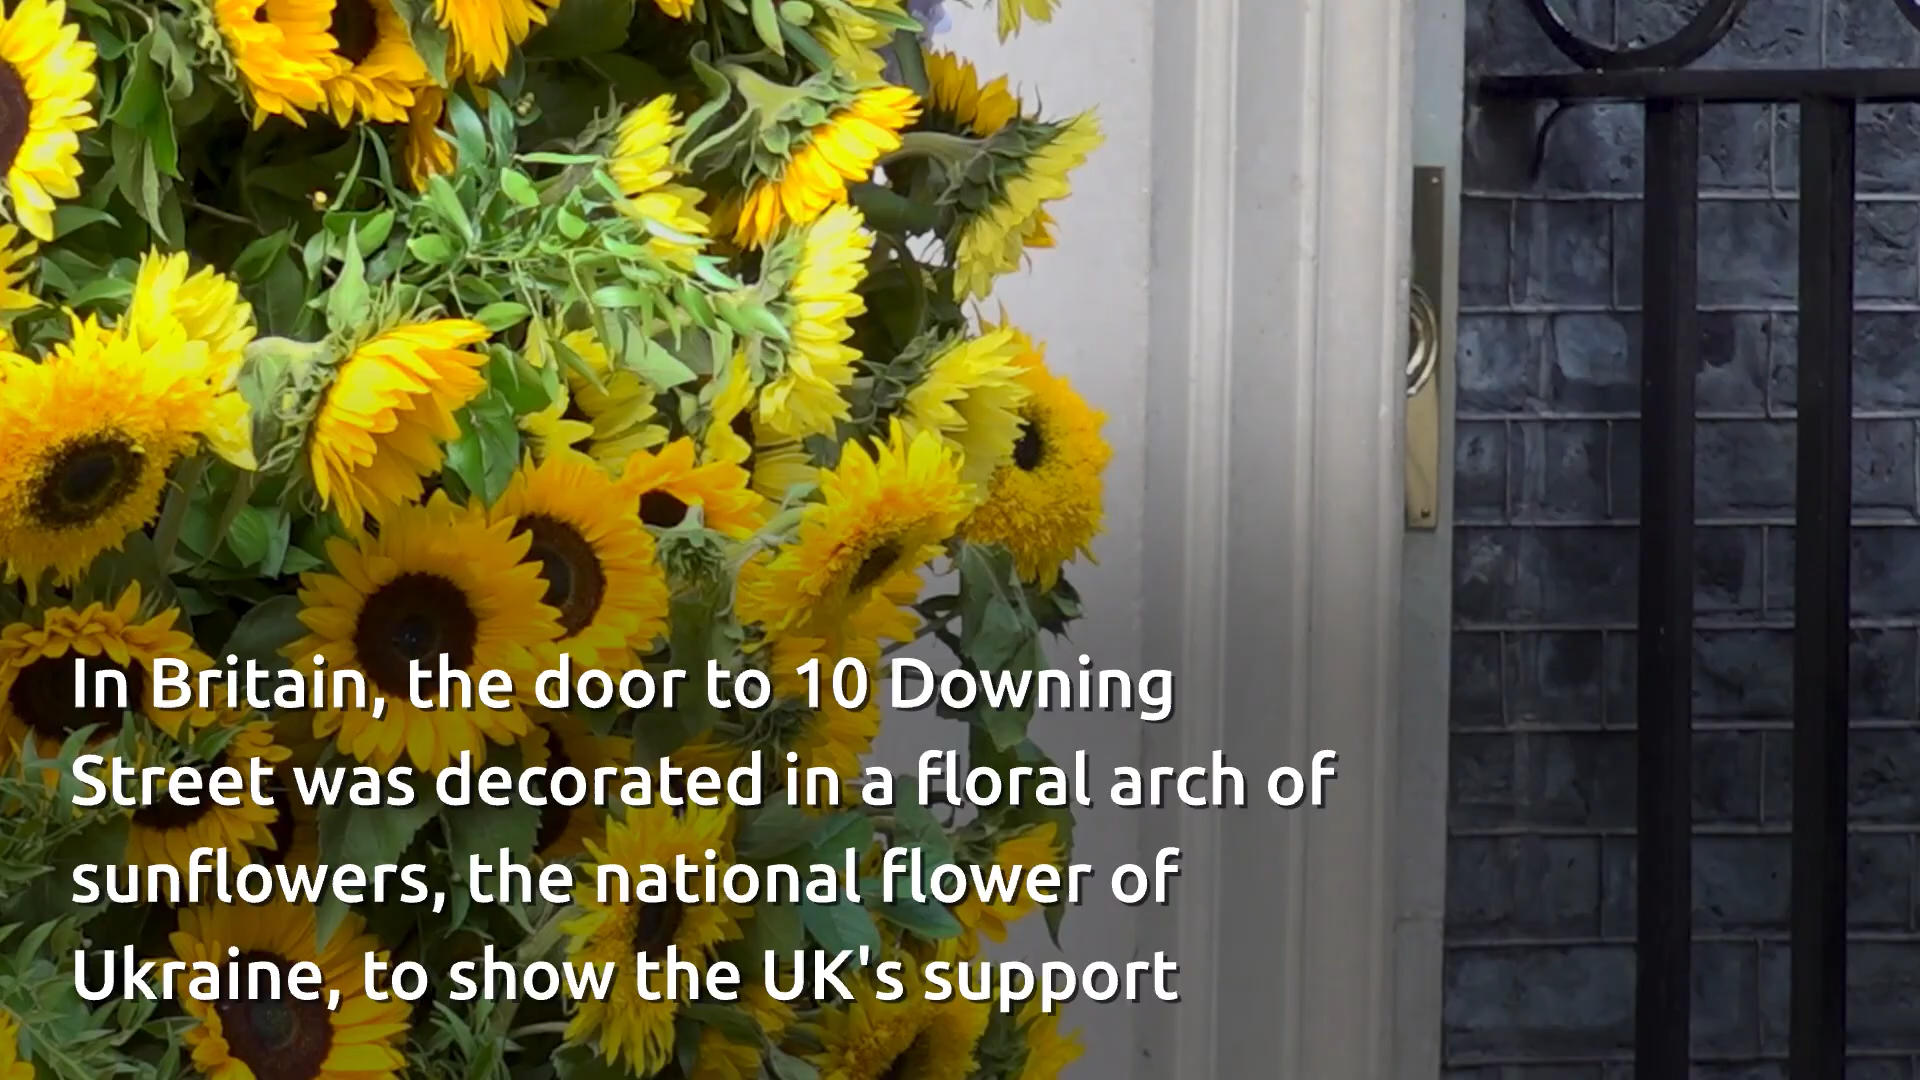 In Britain, the door to 10 Downing
Street was decorated in a floral arch of
sunflowers, the national flower of
Ukraine, to show the UK's support